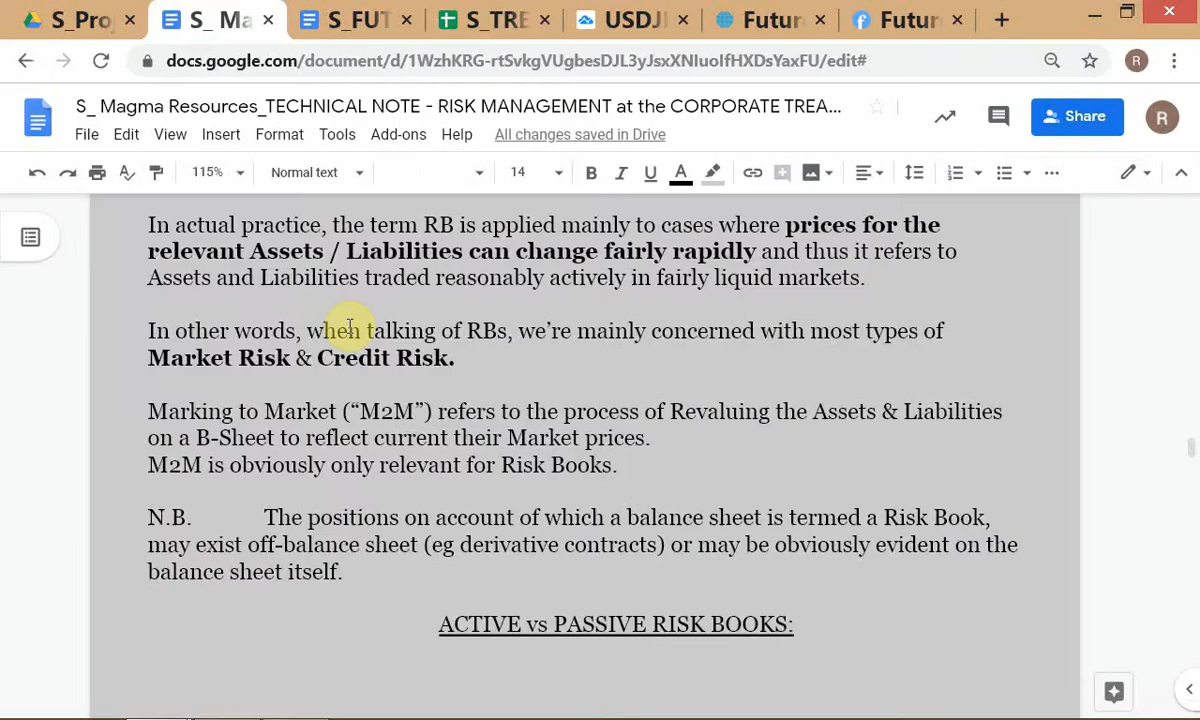 S_Proj
S_ Ma
S_FUT
S_TRE
USDJ
Futur
Futur
docs.google.com/document/d/1WzhKRG-rtSvkgVUgbesDJL3yJsxXNIuoIfHXDsYaxFU/edit#
R
S_ Magma Resources_TECHNICAL NOTE - RISK MANAGEMENT at the CORPORATE TREA...
File Edit View Insert Format Tools Add-ons Help All changes saved in Drive
Share
R
115% Normal text 14 B I U A
In actual practice, the term RB is applied mainly to cases where prices for the
relevant Assets / Liabilities can change fairly rapidly and thus it refers to
Assets and Liabilities traded reasonably actively in fairly liquid markets.
In other words, when talking of RBs, we're mainly concerned with most types of
Market Risk & Credit Risk.
Marking to Market (“M2M”) refers to the process of Revaluing the Assets & Liabilities
on a B-Sheet to reflect current their Market prices.
M2M is obviously only relevant for Risk Books.
N.B. The positions on account of which a balance sheet is termed a Risk Book,
may exist off-balance sheet (eg derivative contracts) or may be obviously evident on the
balance sheet itself.
ACTIVE vs PASSIVE RISK BOOKS: